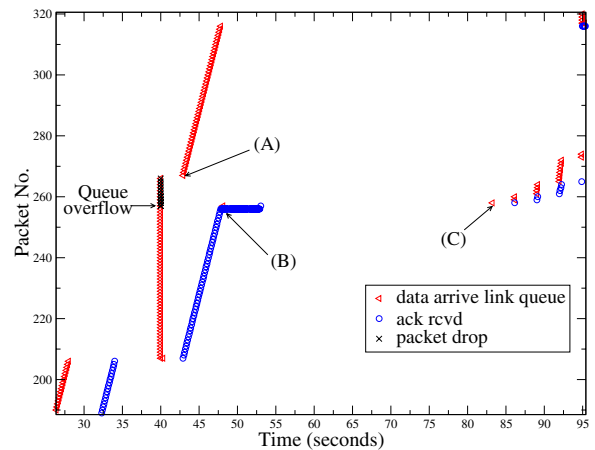 320
300
280
260
240
220
200
Packet No.
(A)
Queue
overflow
(B)
(C)
data arrive link queue
ack rcvd
packet drop
30 35 40 45 50 55 60 65 70 75 80 85 90 95
Time (seconds)